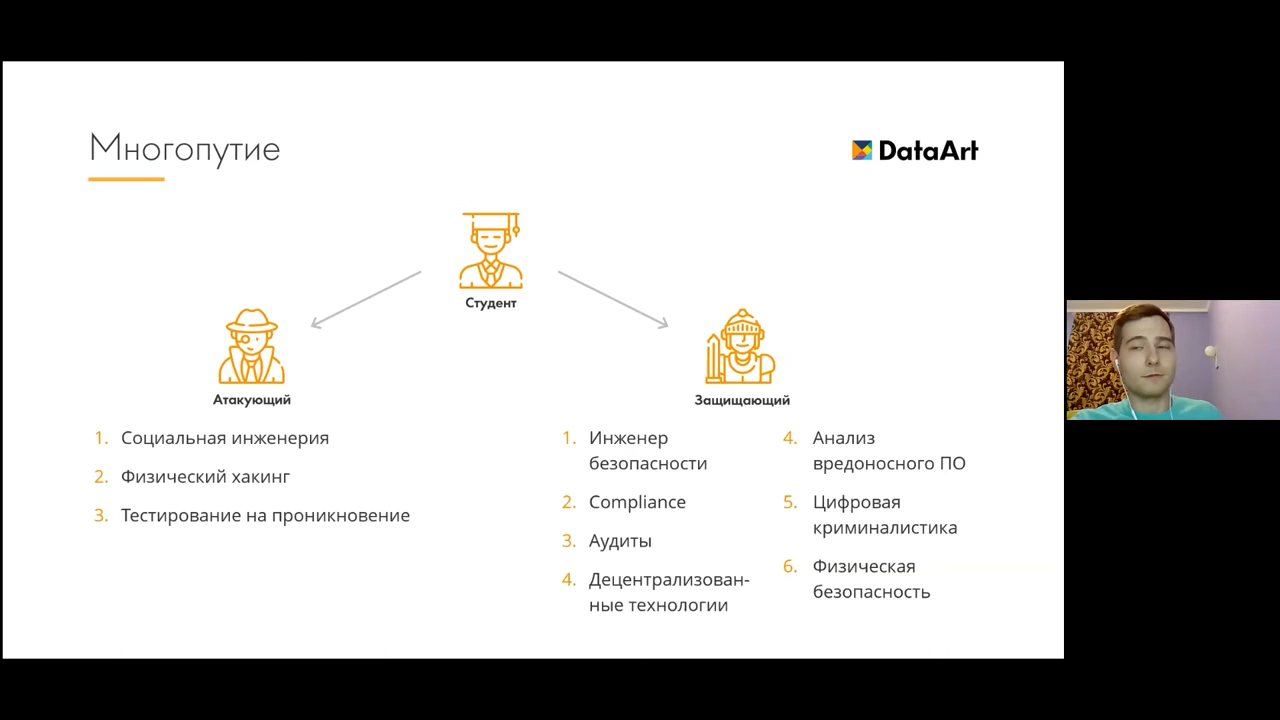 Многопутие
DataArt
Студент
Атакующий
Защищающий
1. Социальная инженерия
2. Физический хакинг
3. Тестирование на проникновение
1. Инженер
безопасности
2. Compliance
3. Аудиты
4. Децентрализован-
ные технологии
4. Анализ
вредоносного ПО
5. Цифровая
криминалистика
6. Физическая
безопасность